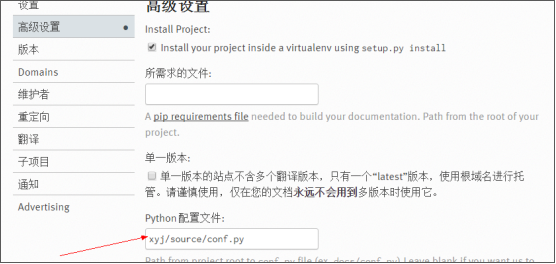 设置
高级设置
版本
Domains
维护者
重定向
翻译
子项目
通知
Advertising
高级设置
Install Project:
Install your project inside a virtualenv using setup.py install
所需求的文件:
A pip requirements file needed to build your documentation. Path from the root of your
project.
单一版本:
单一版本的站点不含多个翻译版本，只有一个“latest”版本，使用根域名进行托
管。请谨慎使用，仅在您的文档永远不会用到多版本时使用它。
Python 配置文件:
xyj/source/conf.py
Path from project root to conf.py file (ex. docs/conf.py) Leave blank if you want us to